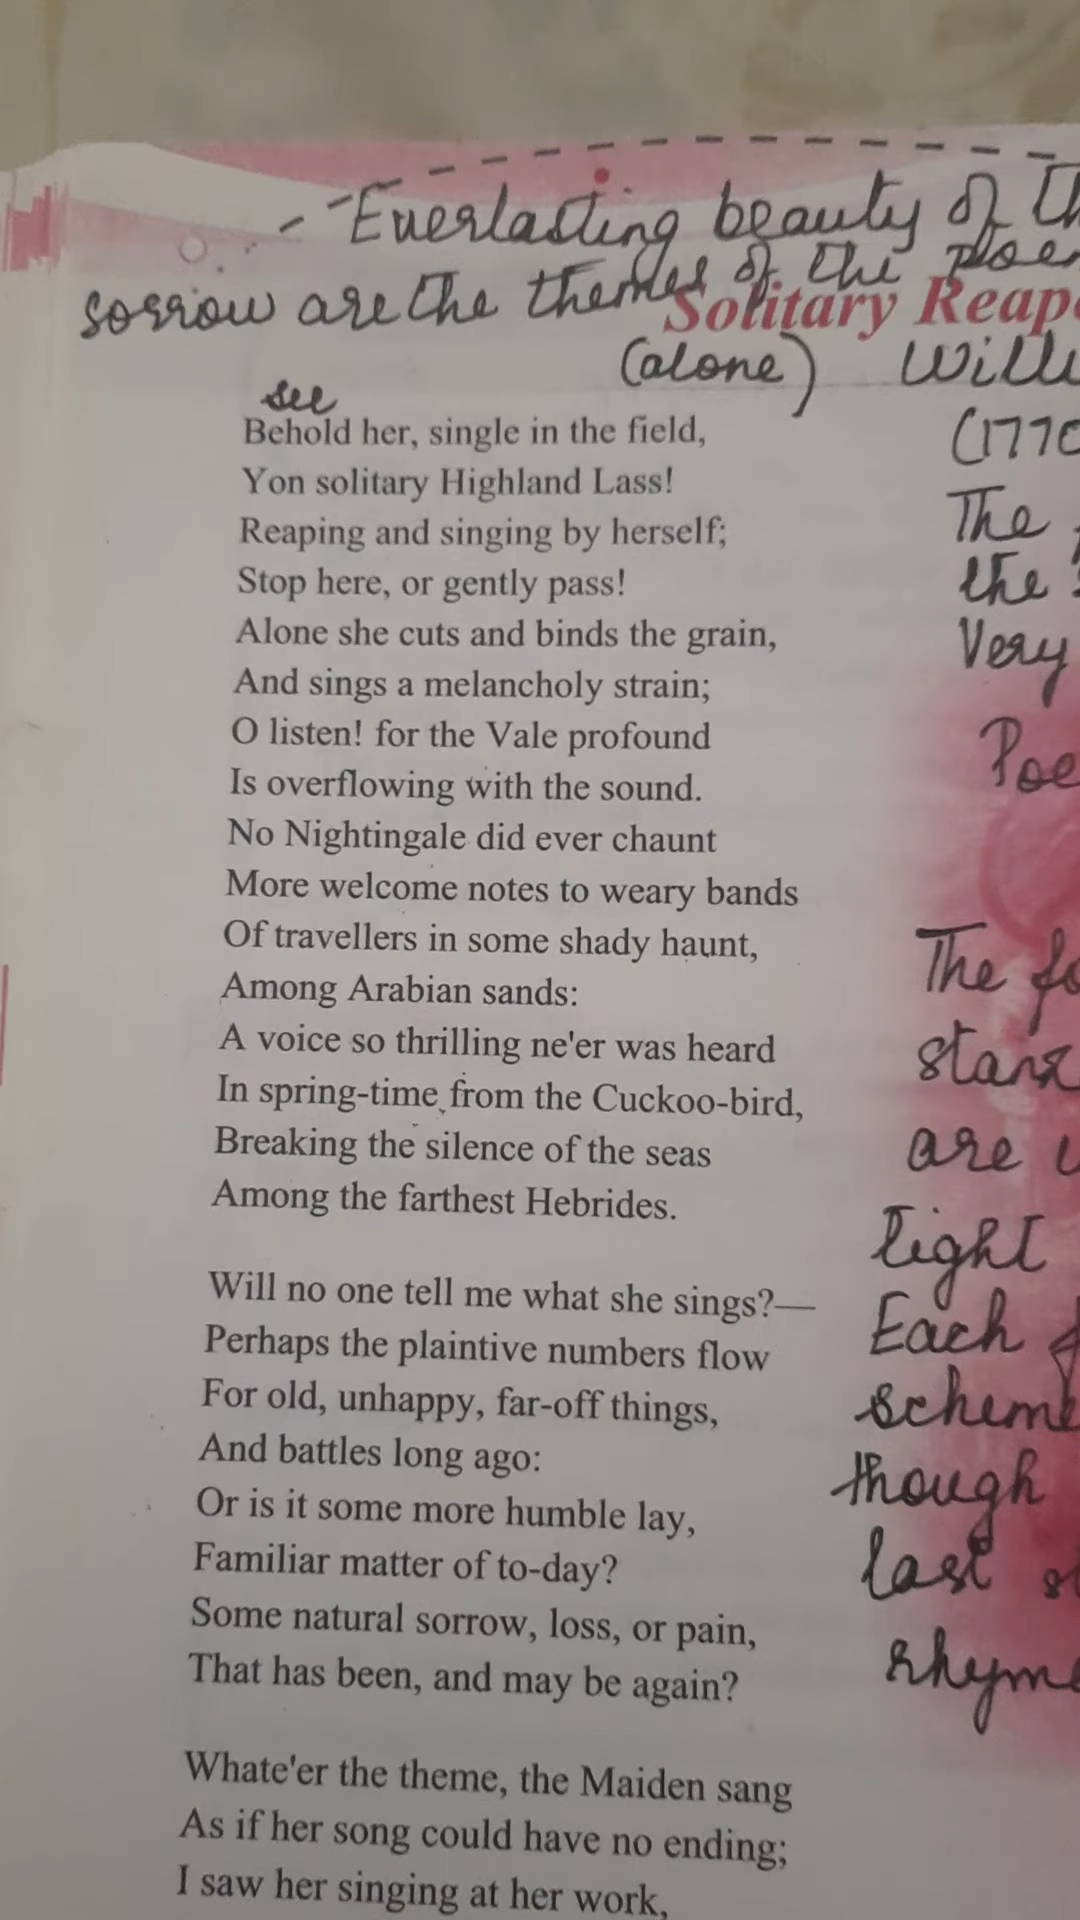 Everlasting beauty of
sorrow are the themes of the
Solitary
(alone)
see
Behold her, single in the field,
(1770
Yon solitary Highland Lass!
The
Reaping and singing by herself;
the
Stop here, or gently pass!
Very
Alone she cuts and binds the grain,
And sings a melancholy strain;
O listen! for the Vale profound
Is overflowing with the sound.
No Nightingale did ever chaunt
More welcome notes to weary bands
Of travellers in some shady haunt,
The
Among Arabian sands:
A voice so thrilling ne'er was heard
In spring-time from the Cuckoo-bird,
Breaking the silence of the seas
are
Among the farthest Hebrides.
Will no one tell me what she sings?—
Each
Perhaps the plaintive numbers flow
For old, unhappy, far-off things,
And battles long ago:
though
Or is it some more humble lay,
last
Familiar matter of to-day?
Some natural sorrow, loss, or pain,
That has been, and may be again?
Whate'er the theme, the Maiden sang
As if her song could have no ending;
I saw her singing at her work,